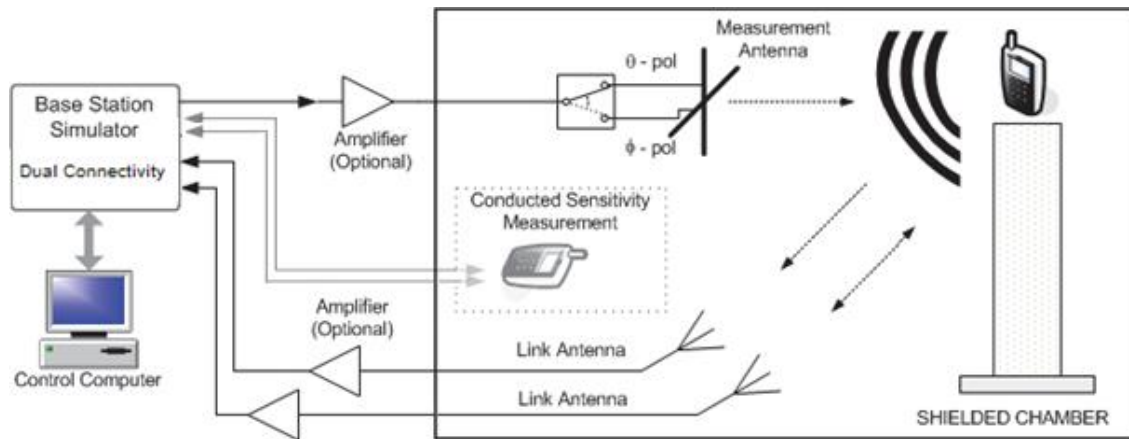 Measurement
Antenna
θ - pol
Base Station
Simulator
Dual Connectivity
Amplifier
(Optional)
ϕ - pol
Conducted Sensitivity
Measurement
Amplifier
(Optional)
Link Antenna
Control Computer
Link Antenna
SHIELDED CHAMBER